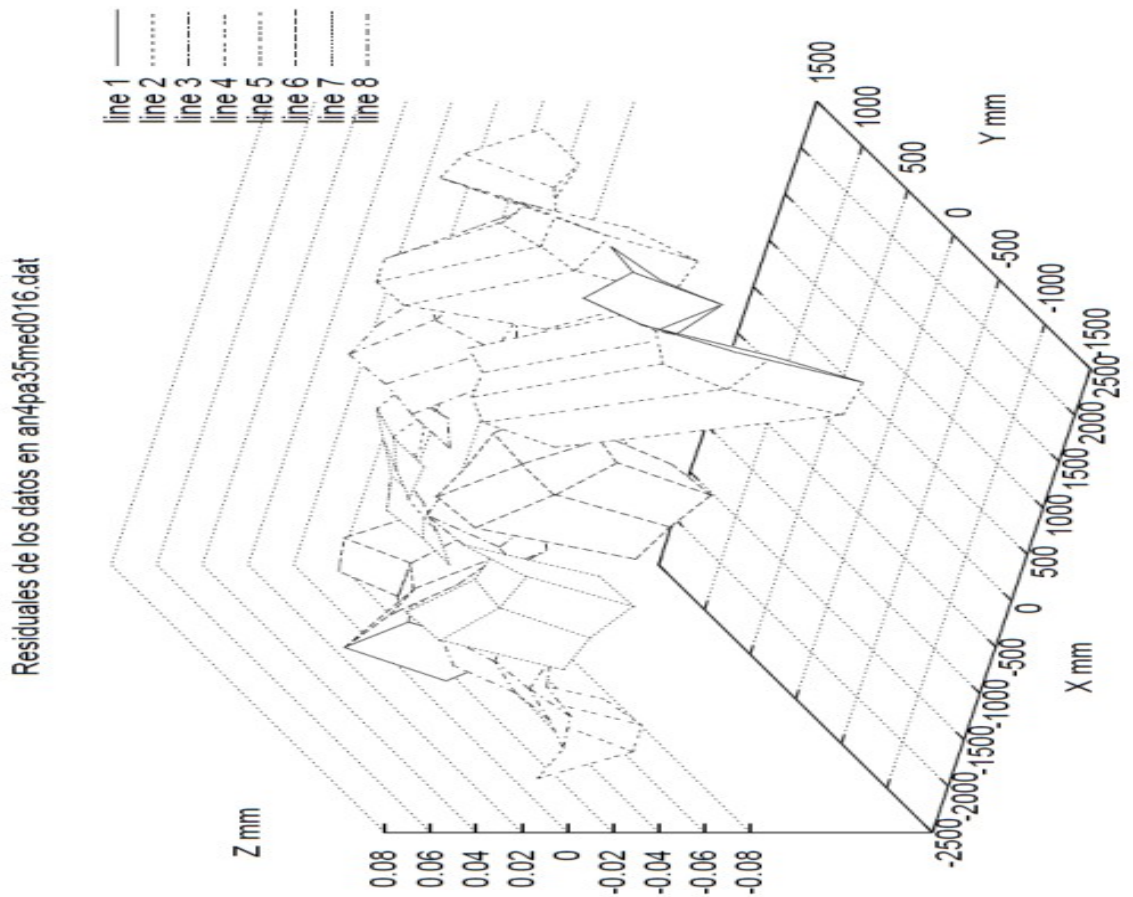 Residuales de los datos en an4pa35med016.dat
line 1
line 2
line 3
line 4
line 5
line 6
line 7
line 8
Z mm
0.08
0.06
0.04
0.02
0
-0.02
-0.04
-0.06
-0.08
-2500
-2000
-1500
-1000
-500
0
500
1000
1500
2000
2500
X mm
-1500
-1000
-500
0
500
1000
1500
Y mm